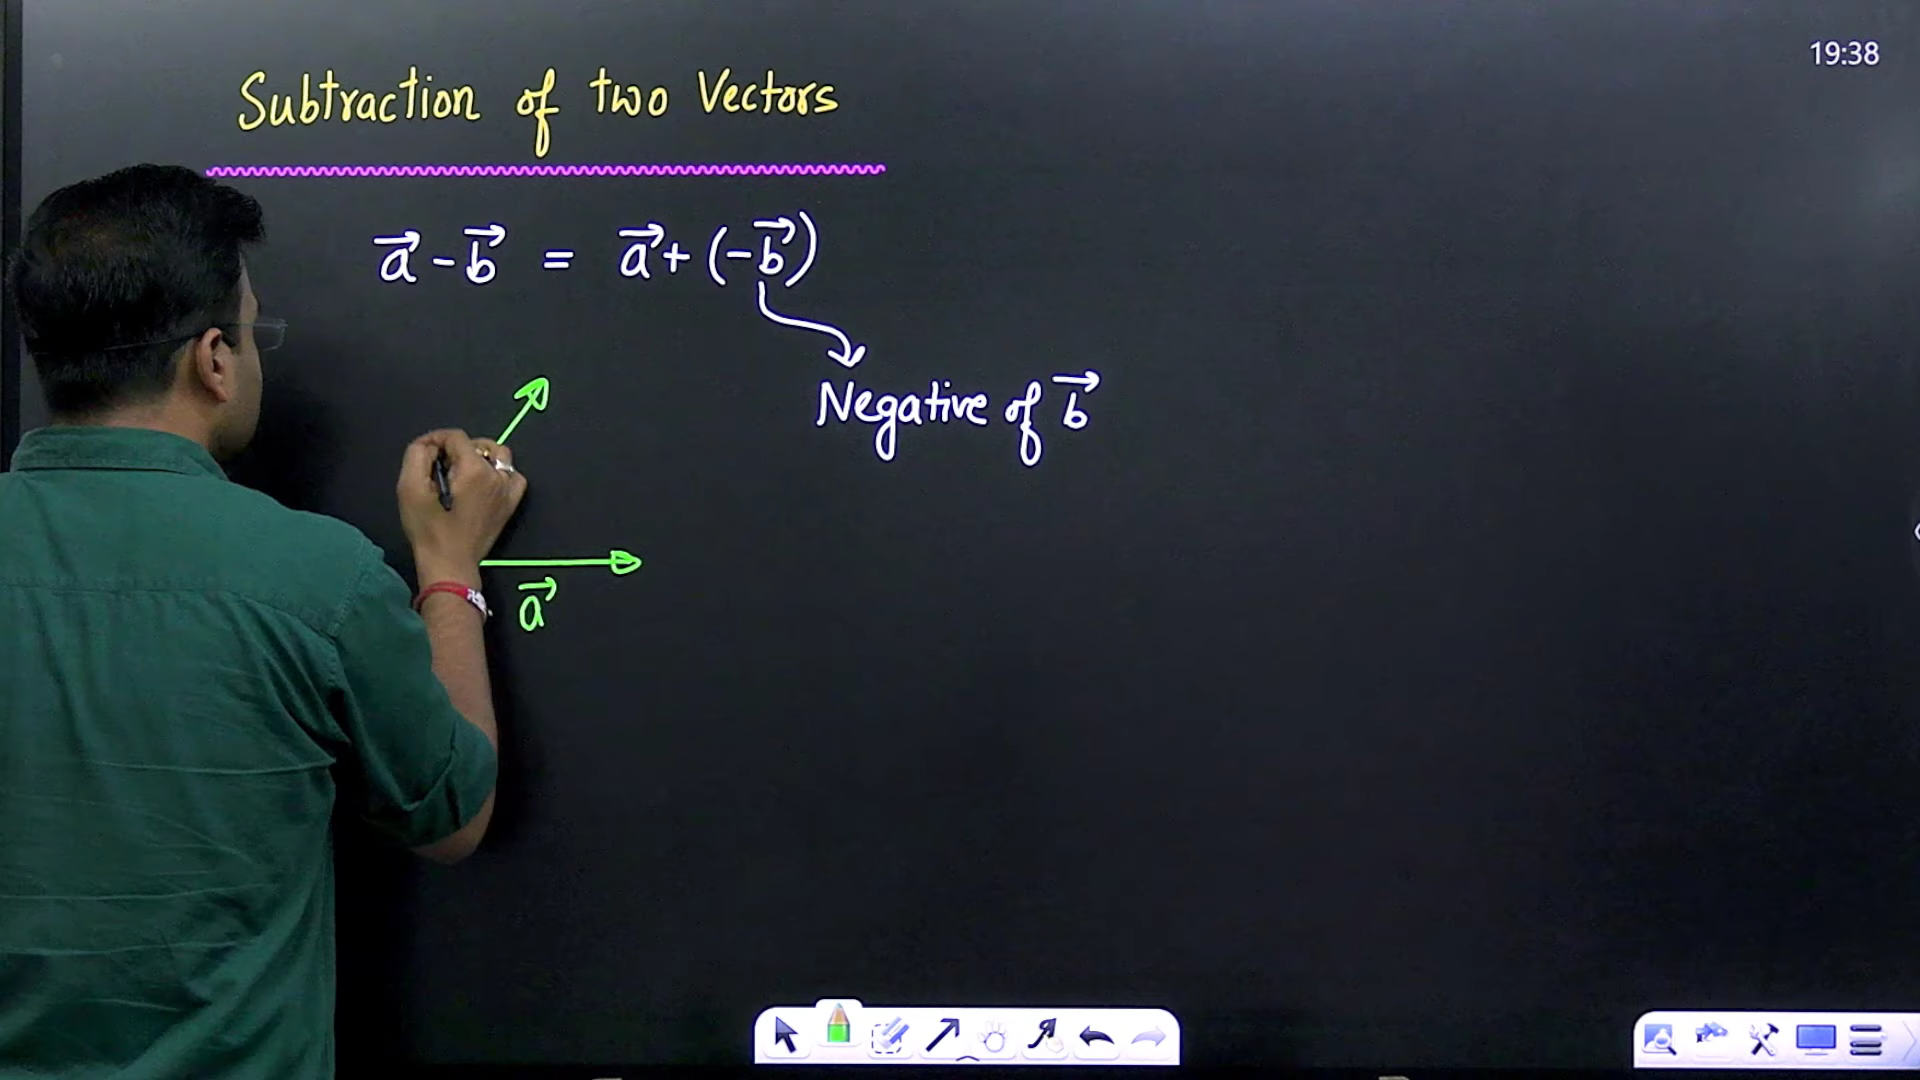 19:38
Subtraction of two Vectors
a⃗ - b⃗ = a⃗ + (-b⃗)
Negative of b⃗
a⃗